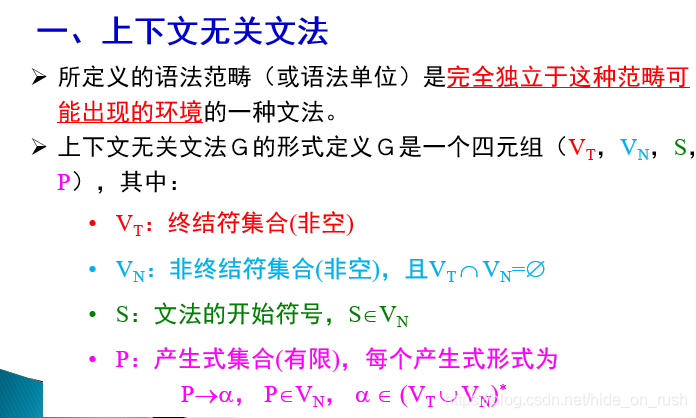 一、上下文无关文法
➢ 所定义的语法范畴（或语法单位）是完全独立于这种范畴可
能出现的环境的一种文法。
➢ 上下文无关文法Ｇ的形式定义Ｇ是一个四元组（VT，VN，S，
P），其中：
• VT：终结符集合(非空)
• VN：非终结符集合(非空)，且VT∩VN=∅
• S：文法的开始符号，S∈VN
• P：产生式集合(有限)，每个产生式形式为
P→α， P∈VN， α ∈ (VT∪VN)*
https://blog.csdn.net/hide_on_rush